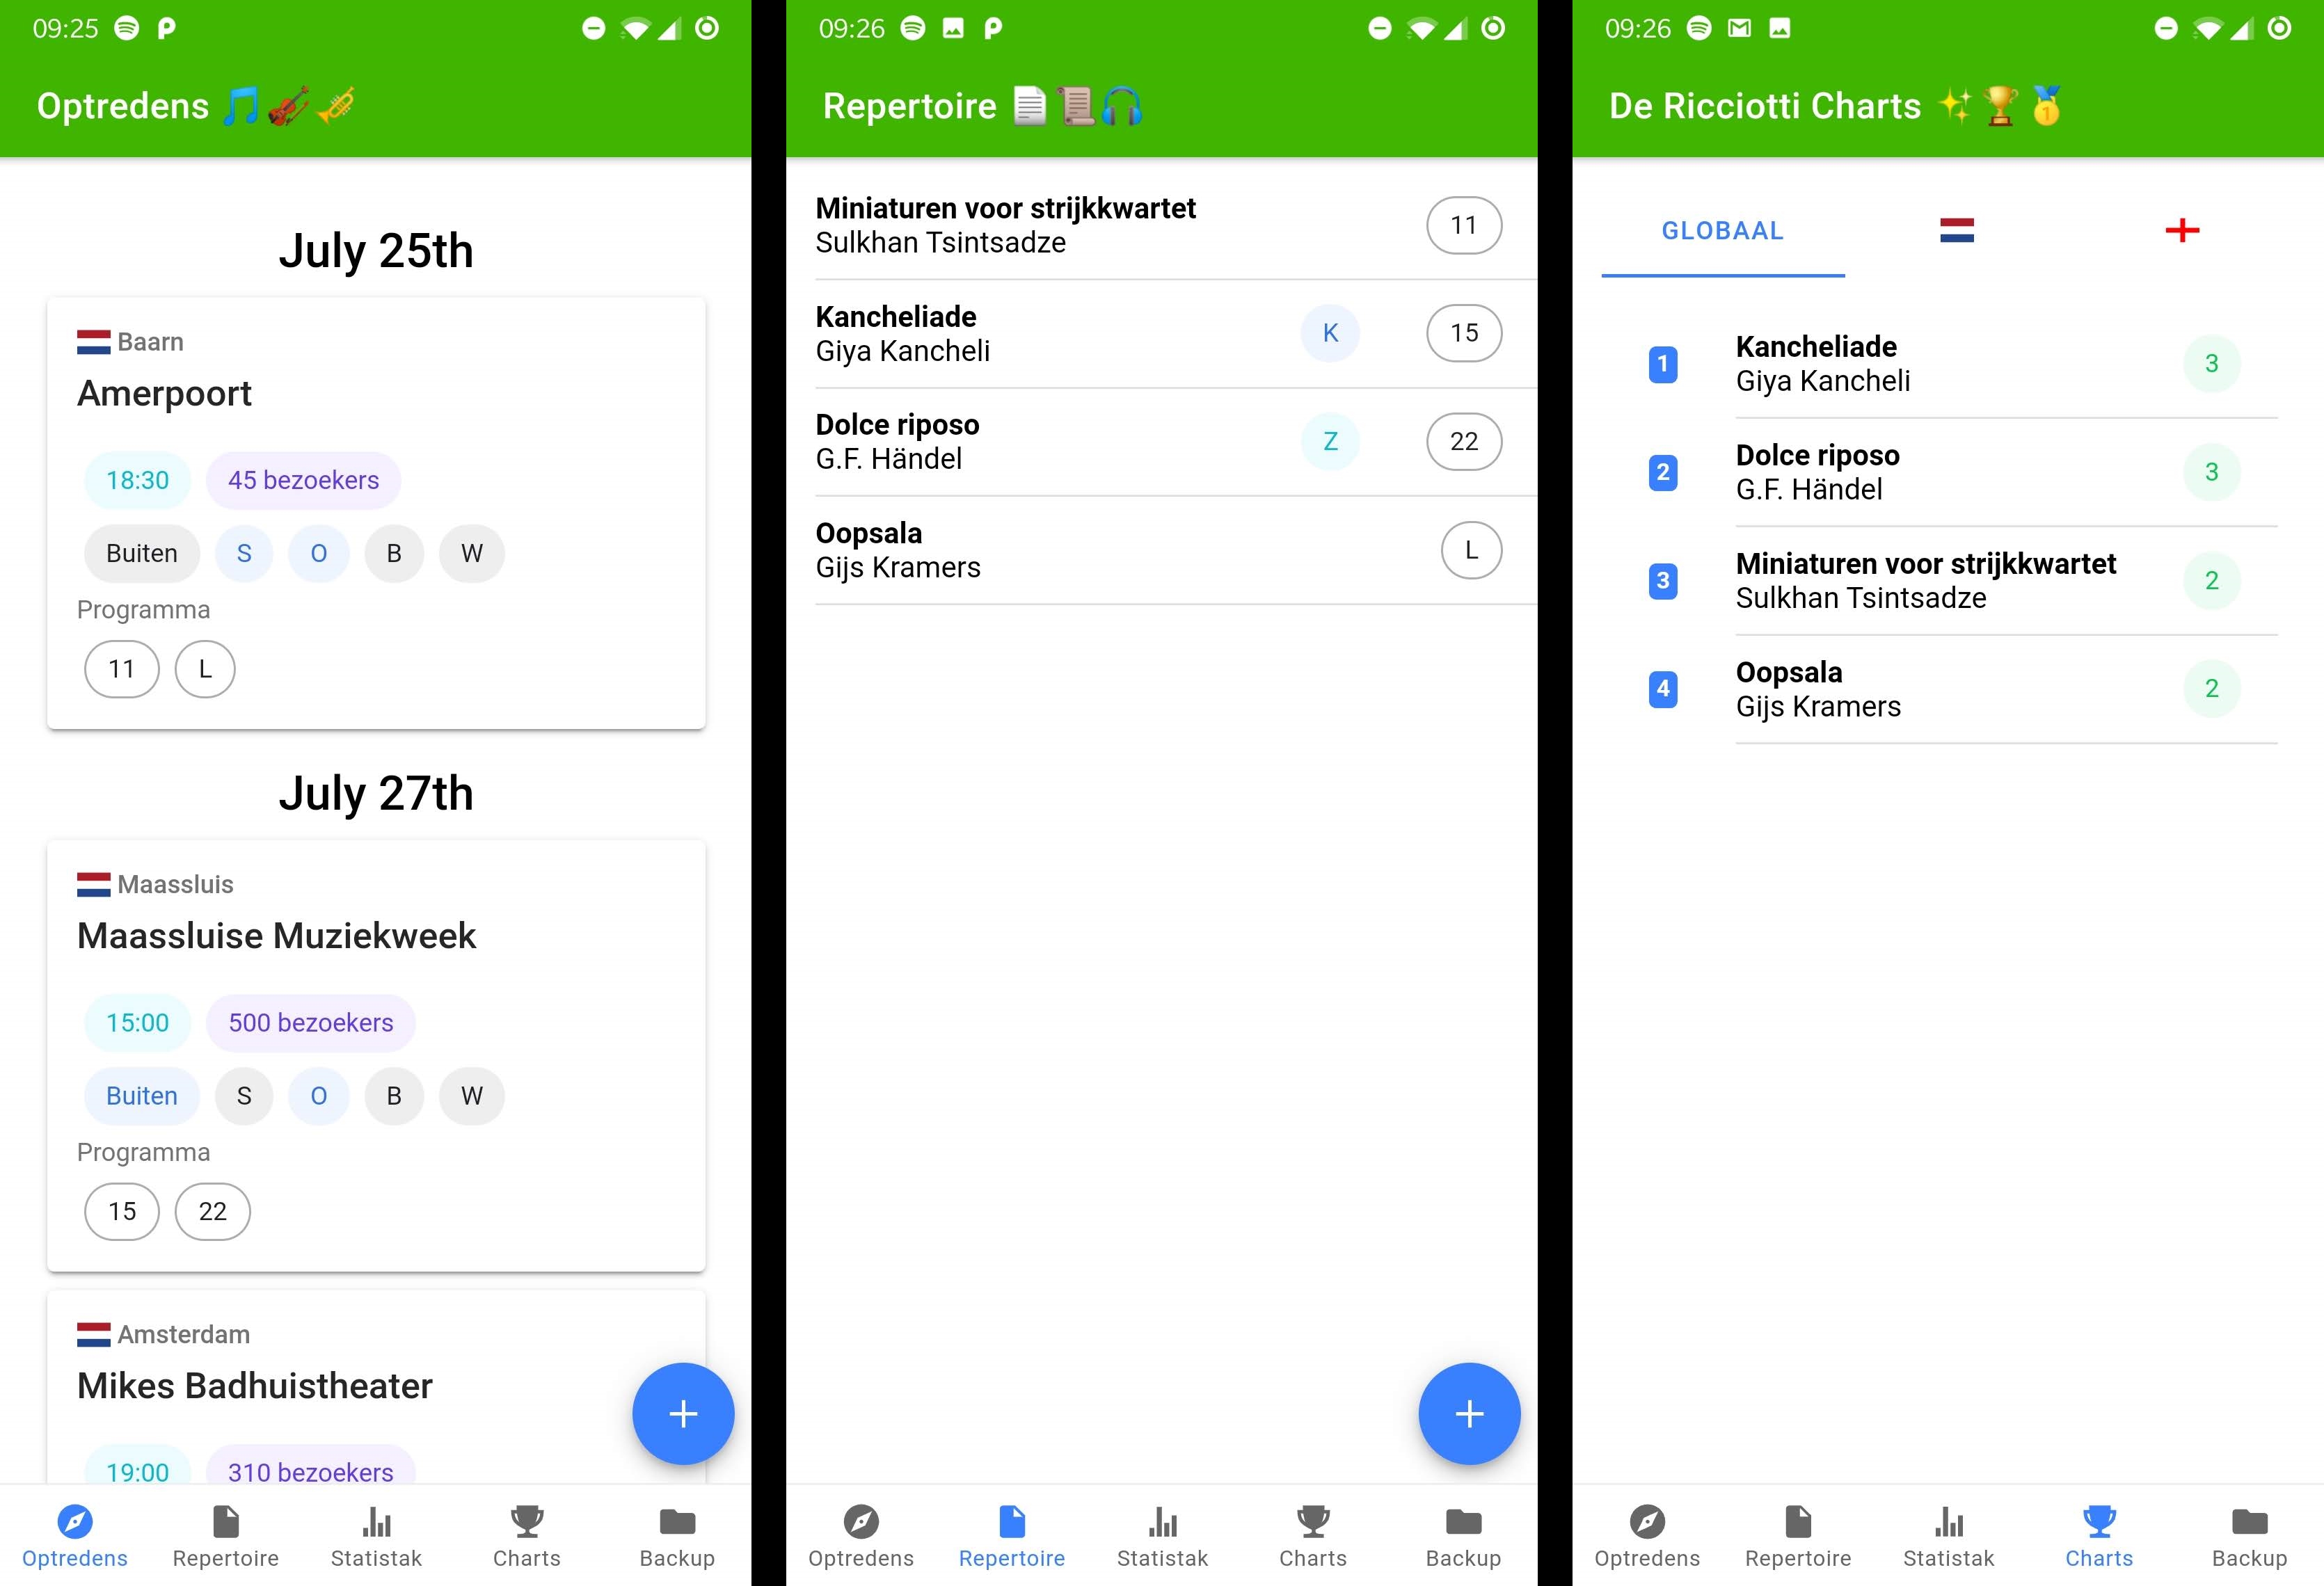 09:25
Optredens
July 25th
Baarn
Amerpoort
18:30 45 bezoekers
Buiten S O B W
Programma
11 L
July 27th
Maassluis
Maassluise Muziekweek
15:00 500 bezoekers
Buiten S O B W
Programma
15 22
Amsterdam
Mikes Badhuistheater
19:00 310 bezoekers
Optredens Repertoire Statistak Charts Backup
09:26
Repertoire
Miniaturen voor strijkkwartet
Sulkhan Tsintsadze
11
Kancheliade
Giya Kancheli
K 15
Dolce riposo
G.F. Händel
Z 22
Oopsala
Gijs Kramers
L
Optredens Repertoire Statistak Charts Backup
09:26
De Ricciotti Charts
GLOBAAL
1 Kancheliade
Giya Kancheli
3
2 Dolce riposo
G.F. Händel
3
3 Miniaturen voor strijkkwartet
Sulkhan Tsintsadze
2
4 Oopsala
Gijs Kramers
2
Optredens Repertoire Statistak Charts Backup